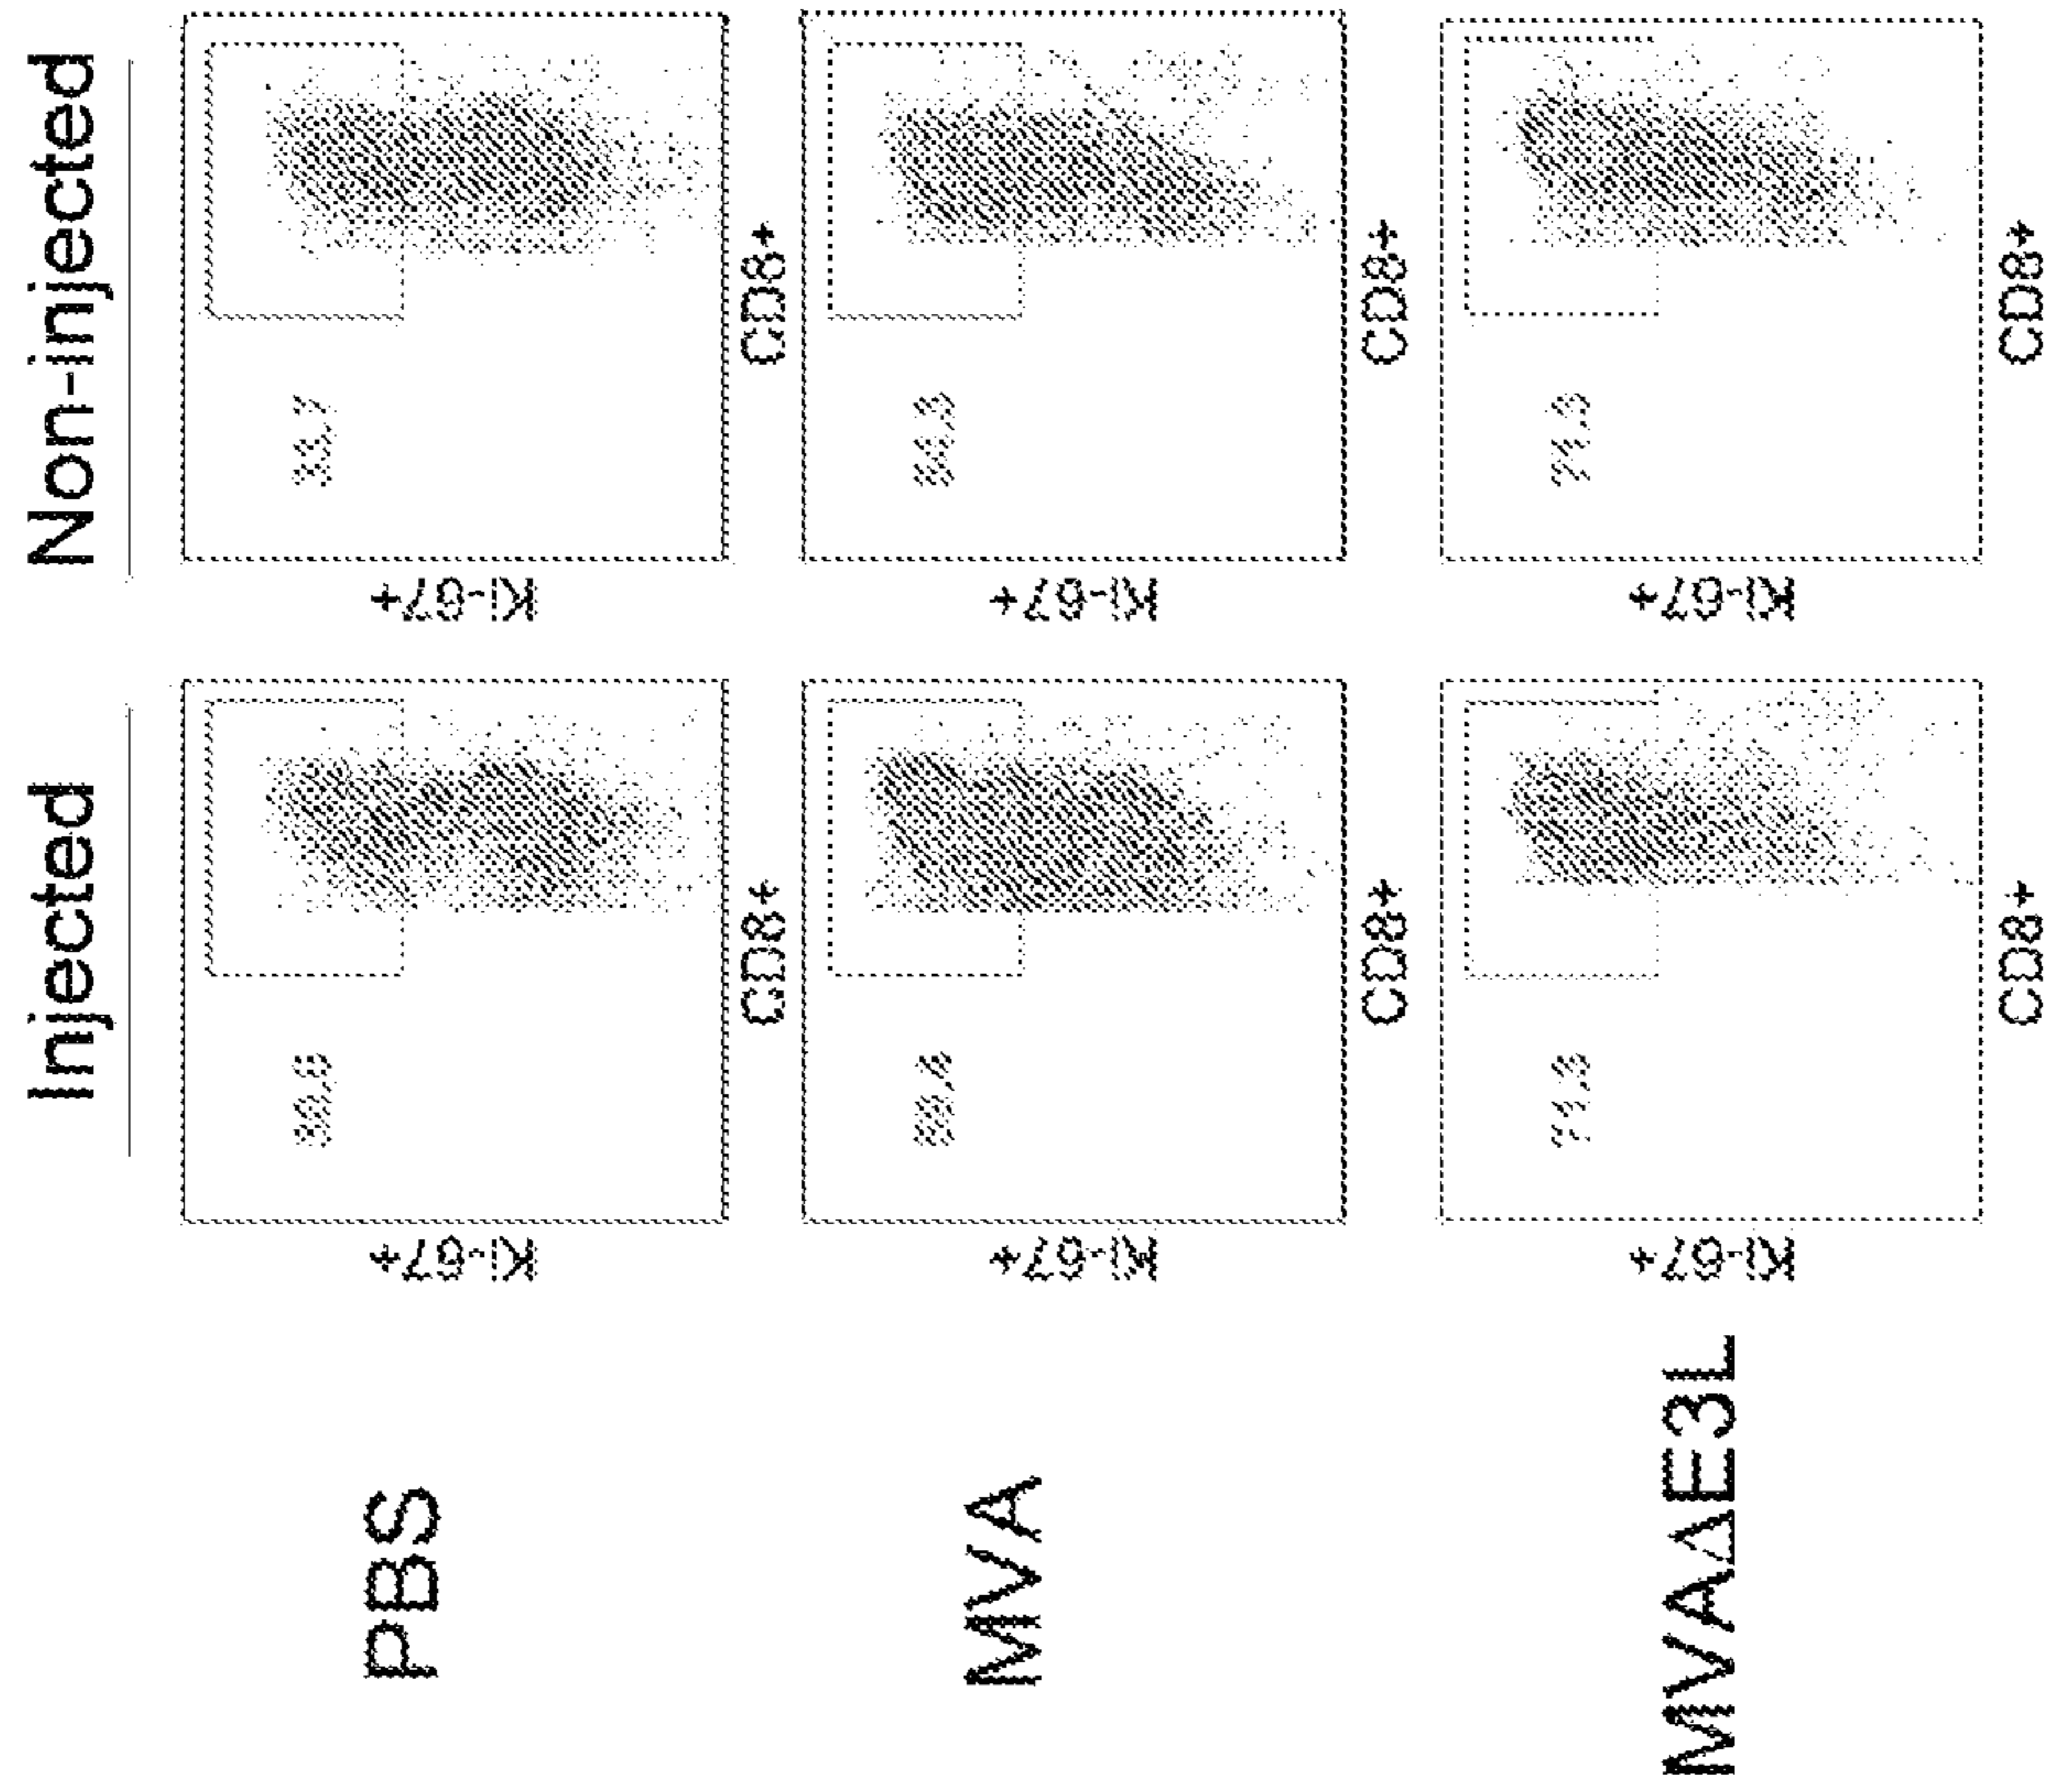 Injected Non-injected
PBS
Ki-67+ Ki-67+
CD8+ CD8+
MVA
Ki-67+ Ki-67+
CD8+ CD8+
MVAΔE3L
Ki-67+ Ki-67+
CD8+ CD8+